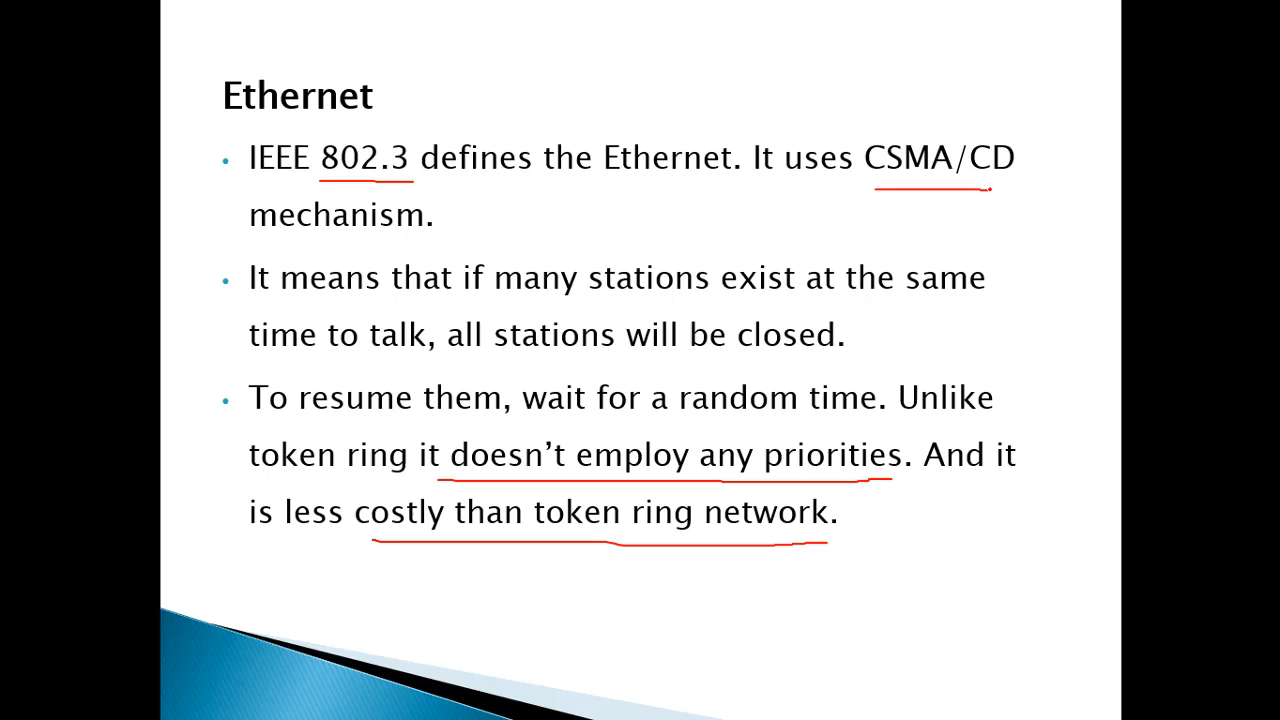 Ethernet
• IEEE 802.3 defines the Ethernet. It uses CSMA/CD
mechanism.
• It means that if many stations exist at the same
time to talk, all stations will be closed.
• To resume them, wait for a random time. Unlike
token ring it doesn’t employ any priorities. And it
is less costly than token ring network.